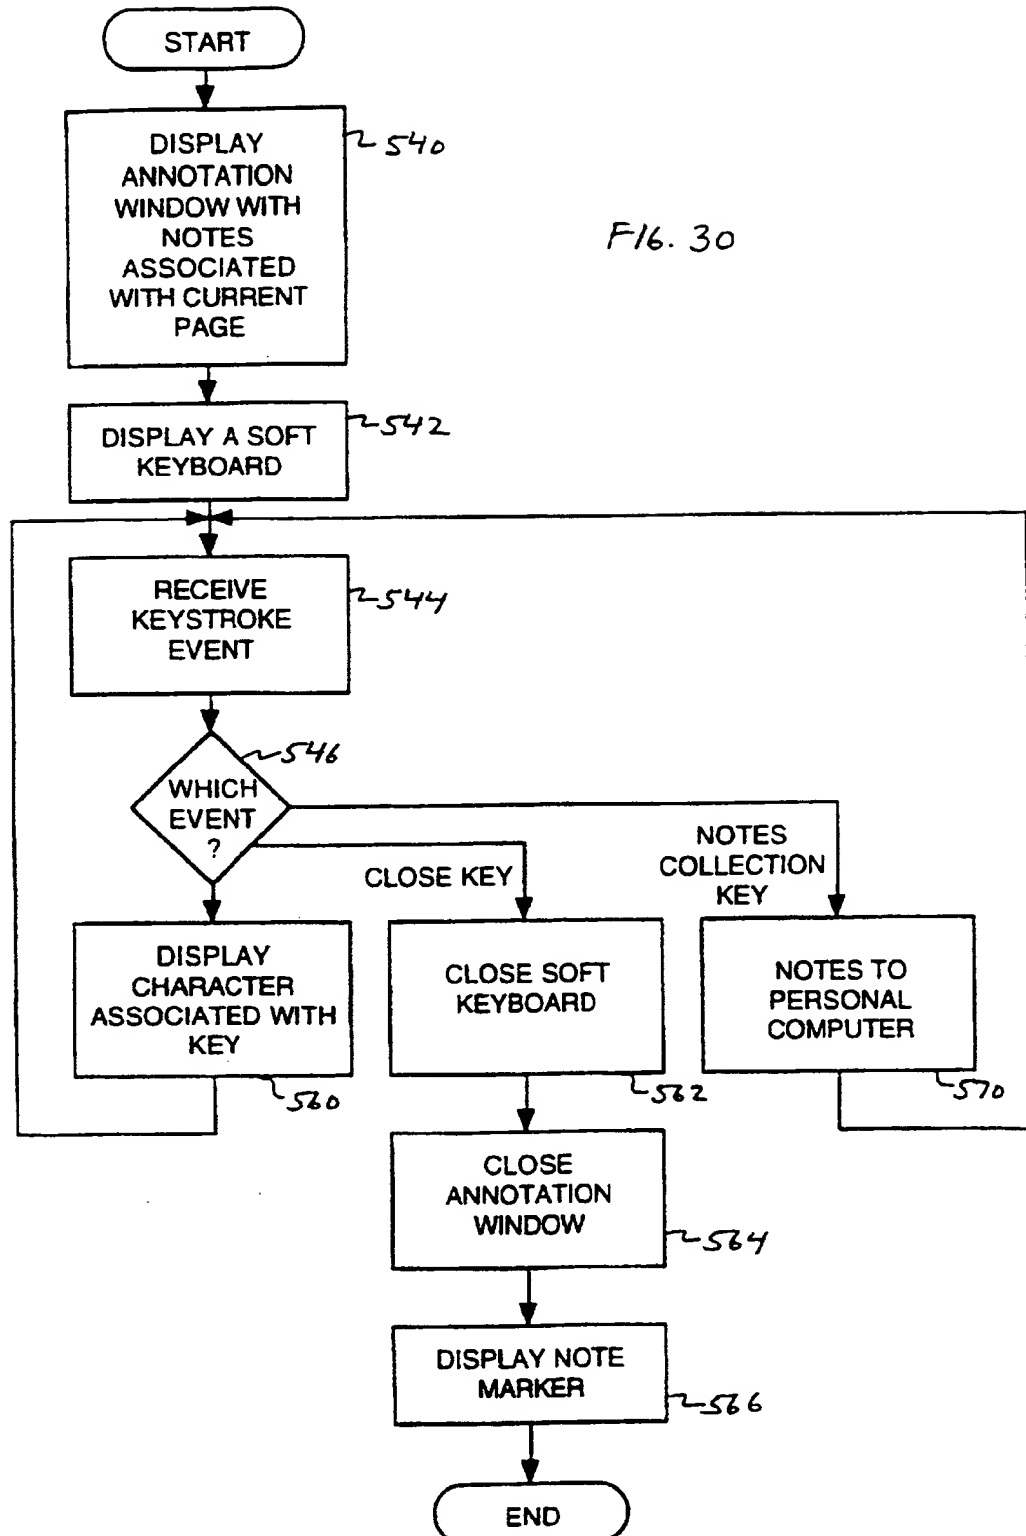 START
DISPLAY
ANNOTATION
WINDOW WITH
NOTES
ASSOCIATED
WITH CURRENT
PAGE
540
FIG. 30
DISPLAY A SOFT
KEYBOARD
542
RECEIVE
KEYSTROKE
EVENT
544
WHICH
EVENT
?
546
CLOSE KEY
NOTES
COLLECTION
KEY
DISPLAY
CHARACTER
ASSOCIATED WITH
KEY
560
CLOSE SOFT
KEYBOARD
562
NOTES TO
PERSONAL
COMPUTER
570
CLOSE
ANNOTATION
WINDOW
564
DISPLAY NOTE
MARKER
566
END